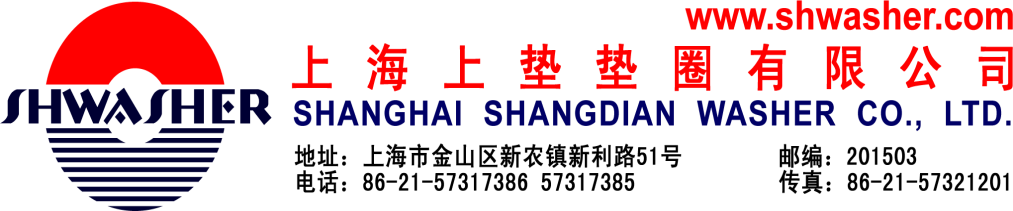 www.shwasher.com
SHWASHER
上海上垫垫圈有限公司
SHANGHAI SHANGDIAN WASHER CO., LTD.
地址：上海市金山区新农镇新利路51号 邮编：201503
电话：86-21-57317386 57317385 传真：86-21-57321201